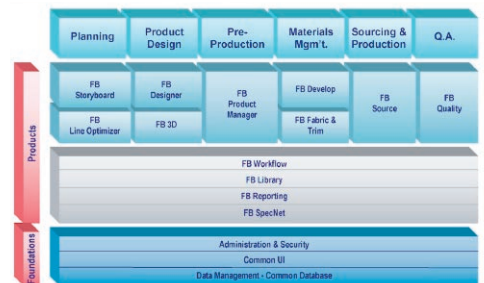 Planning
Product
Design
Pre-
Production
Materials
Mgm't.
Sourcing &
Production
Q.A.
Products
FB
Storyboard
FB
Designer
FB
Product
Manager
FB Develop
FB
Source
FB
Quality
FB
Line Optimizor
FB 3D
FB Fabric &
Trim
FB Workflow
FB Library
FB Reporting
FB SpecNet
Foundations
Administration & Security
Common UI
Data Management - Common Database